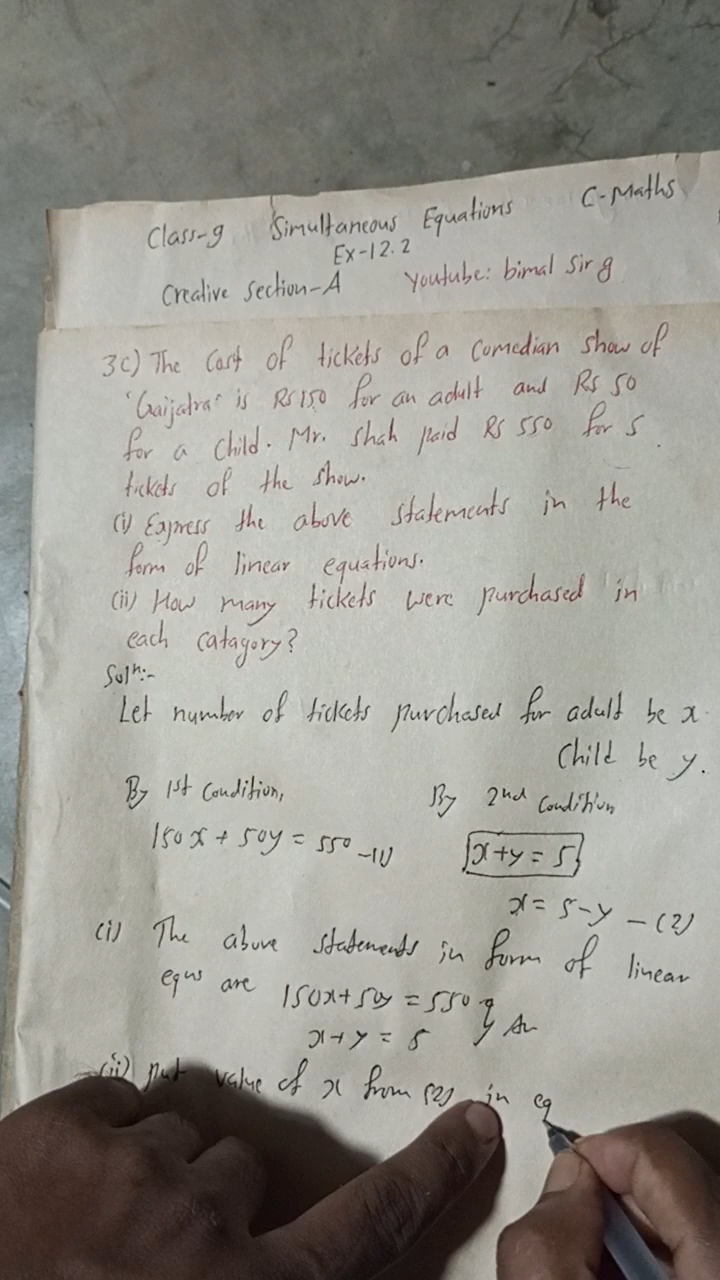 Class-9 Simultaneous Equations C-Maths
Ex-12.2
Creative Section-A Youtube: bimal sir g
3c) The Cost of tickets of a Comedian Show of
'Gaijatra' is RS 150 for an adult and RS 50
for a child. Mr. Shah paid RS 550 for 5
tickets of the show.
(i) Express the above statements in the
form of linear equations.
(ii) How many tickets were purchased in
each catagory?
Solⁿ:-
Let number of tickets purchased for adult be x
Child be y.
By 1st Condition,
150x + 50y = 550 -(1)
By 2nd Condition
x+y = 5
x = 5-y -(2)
(i) The above statements in form of linear
eqns are 150x+50y = 550
x+y = 5 } An
(ii) put value of x from (2) in eq